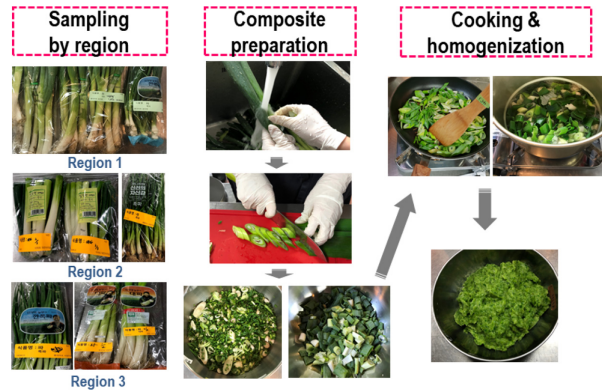 Sampling
by region
Composite
preparation
Cooking &
homogenization
Region 1
Region 2
Region 3